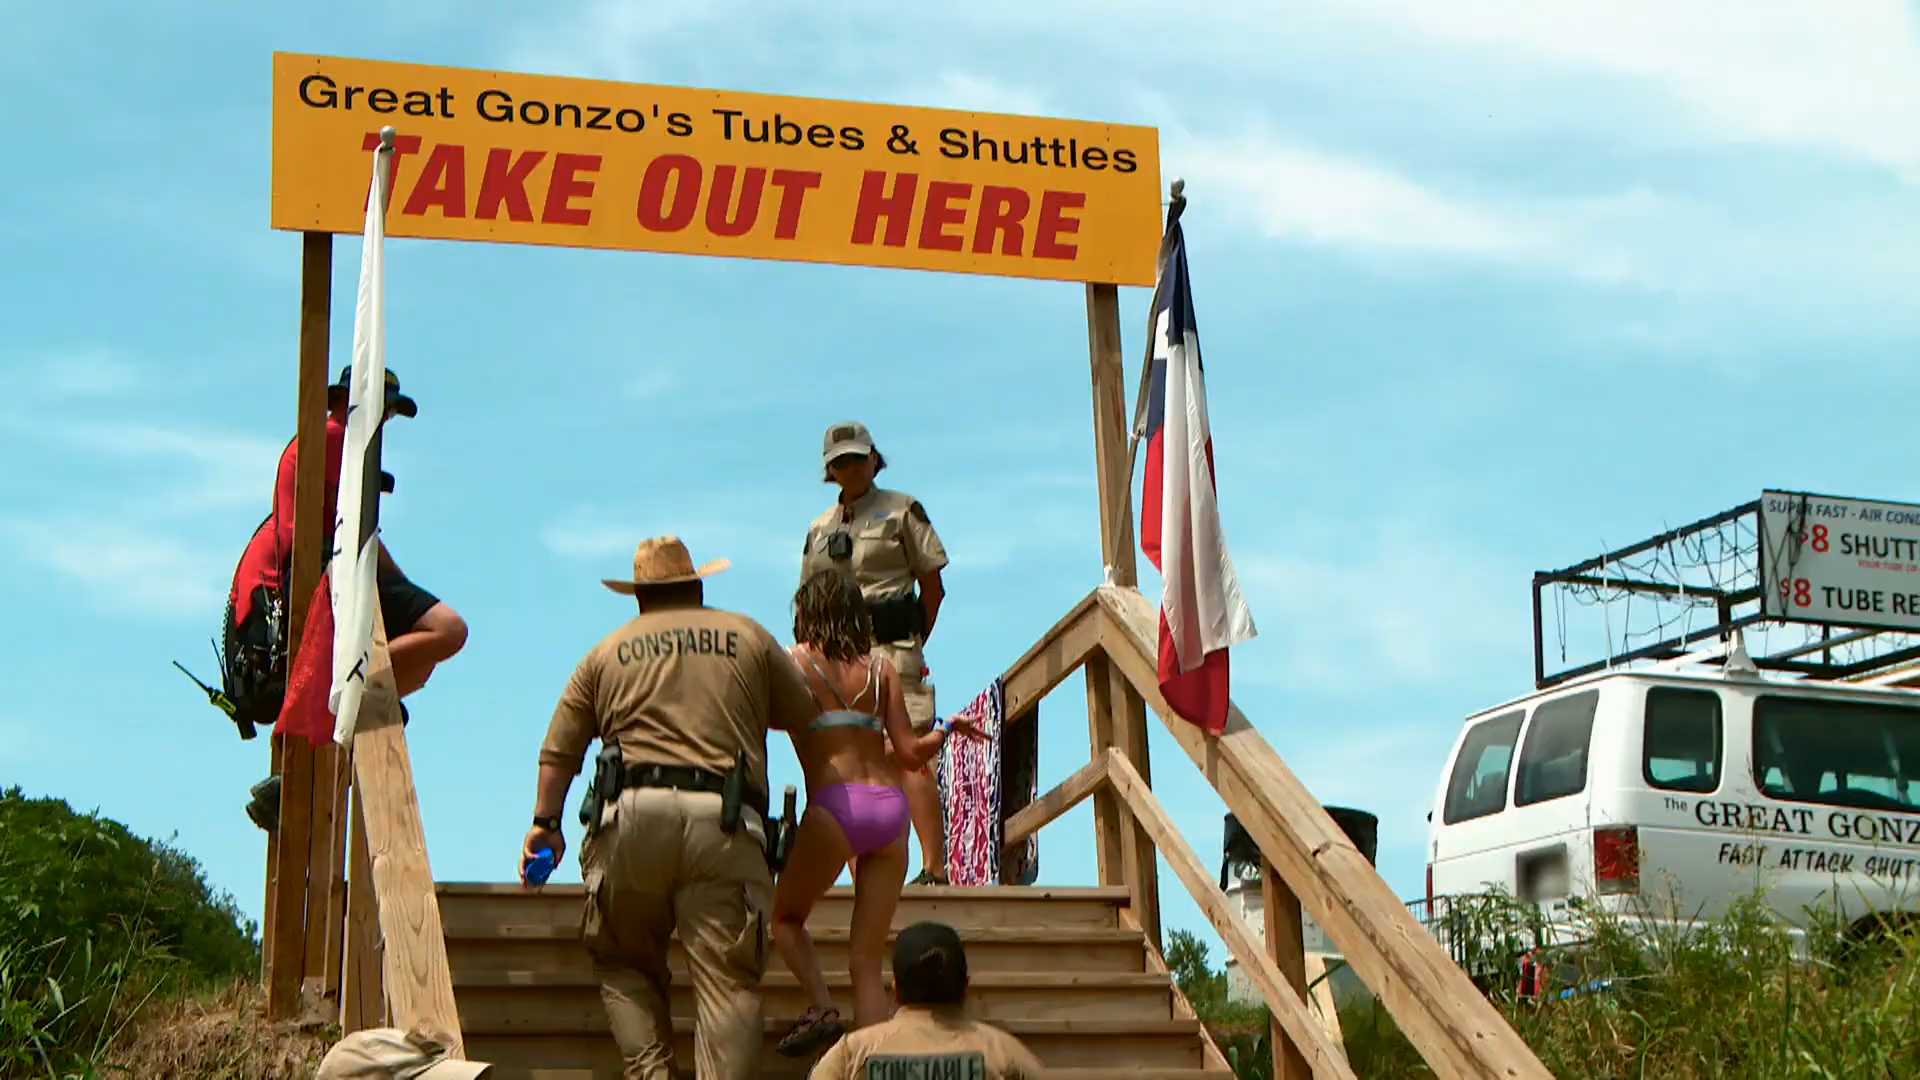 Great Gonzo's Tubes & Shuttles
TAKE OUT HERE
CONSTABLE
SUPER FAST - AIR COND
$8 SHUTT
$8 TUBE RE
The GREAT GONZ
FAST ATTACK SHUT
CONSTABLE